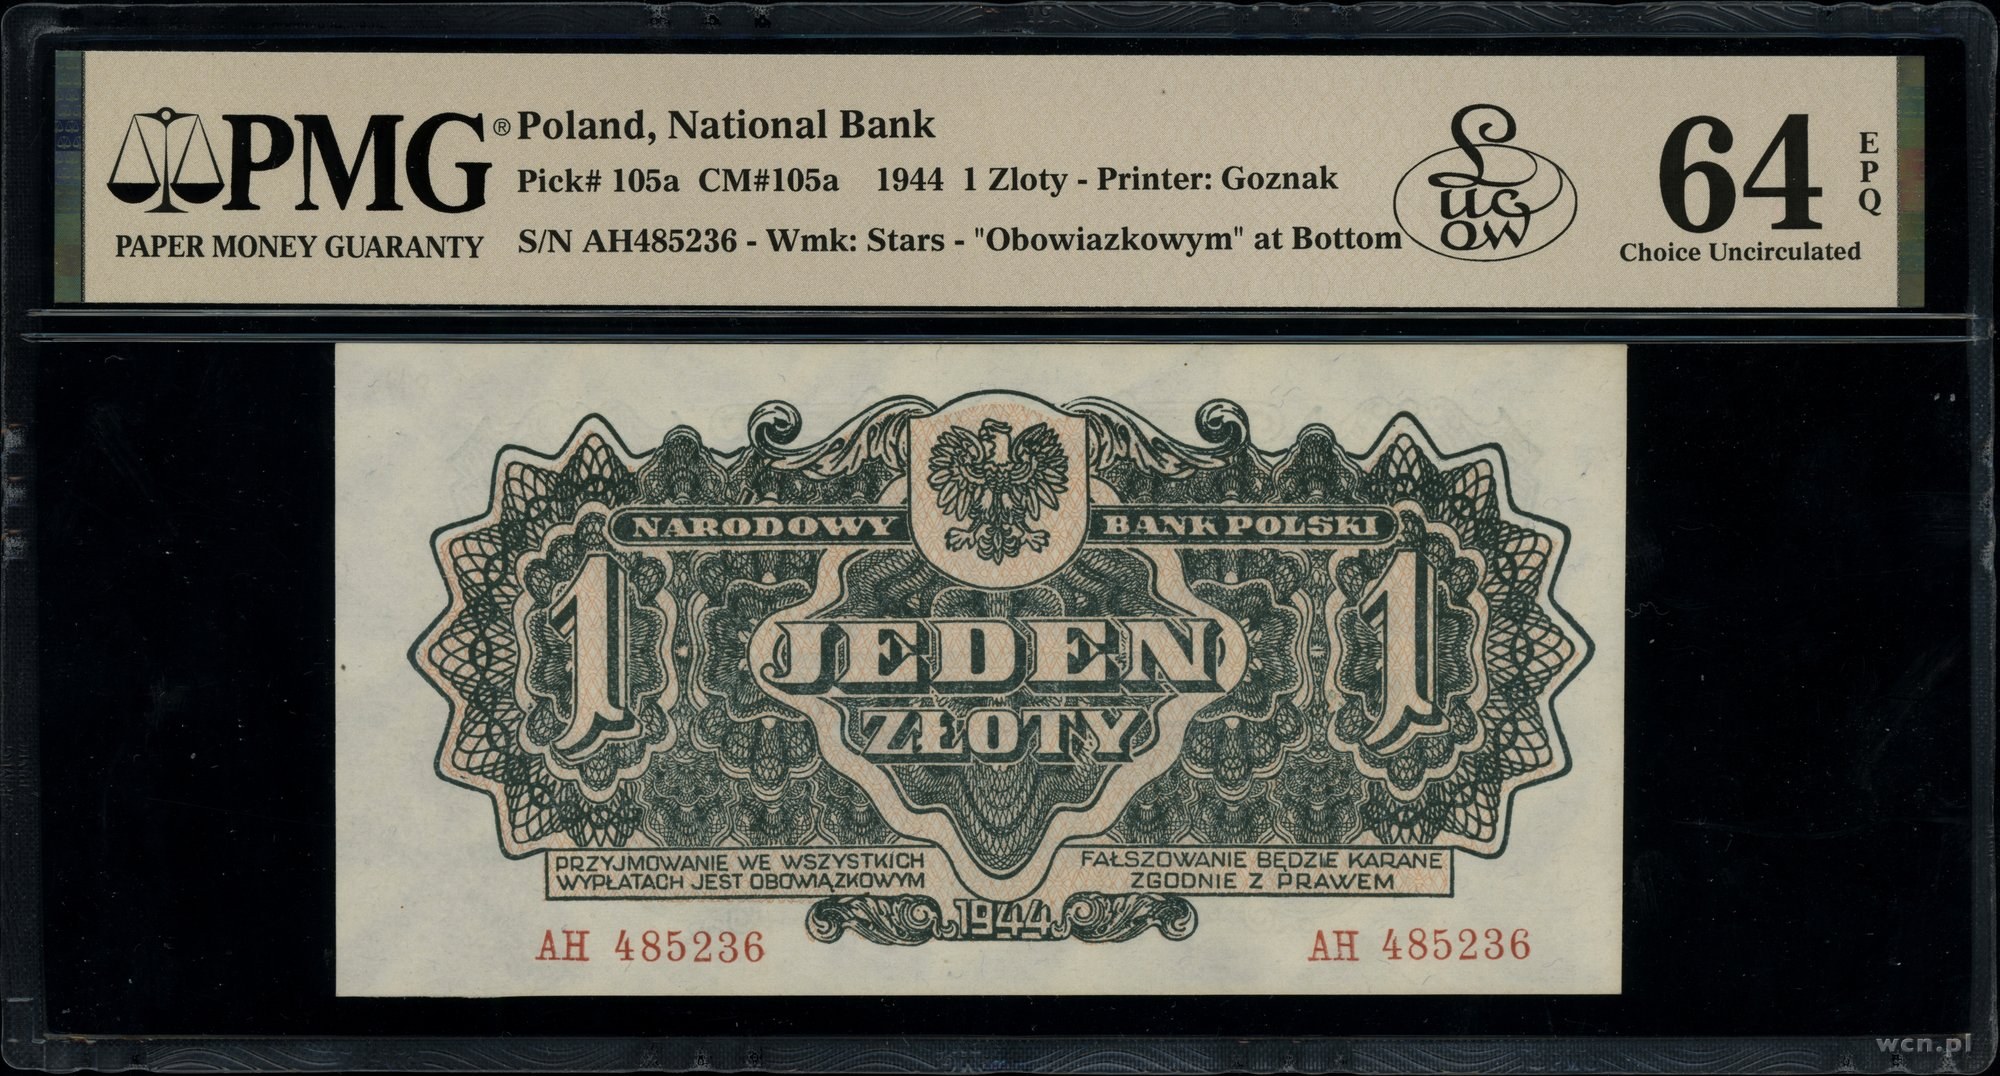 PMG®
PAPER MONEY GUARANTY
Poland, National Bank
Pick# 105a CM#105a 1944 1 Zloty - Printer: Goznak
S/N AH485236 - Wmk: Stars - "Obowiazkowym" at Bottom
Lucow
64
EPQ
Choice Uncirculated
NARODOWY BANK POLSKI
1 1
JEDEN
ZŁOTY
PRZYJMOWANIE WE WSZYSTKICH
WYPŁATACH JEST OBOWIĄZKOWYM
FAŁSZOWANIE BĘDZIE KARANE
ZGODNIE Z PRAWEM
1944
AH 485236 AH 485236
wcn.pl